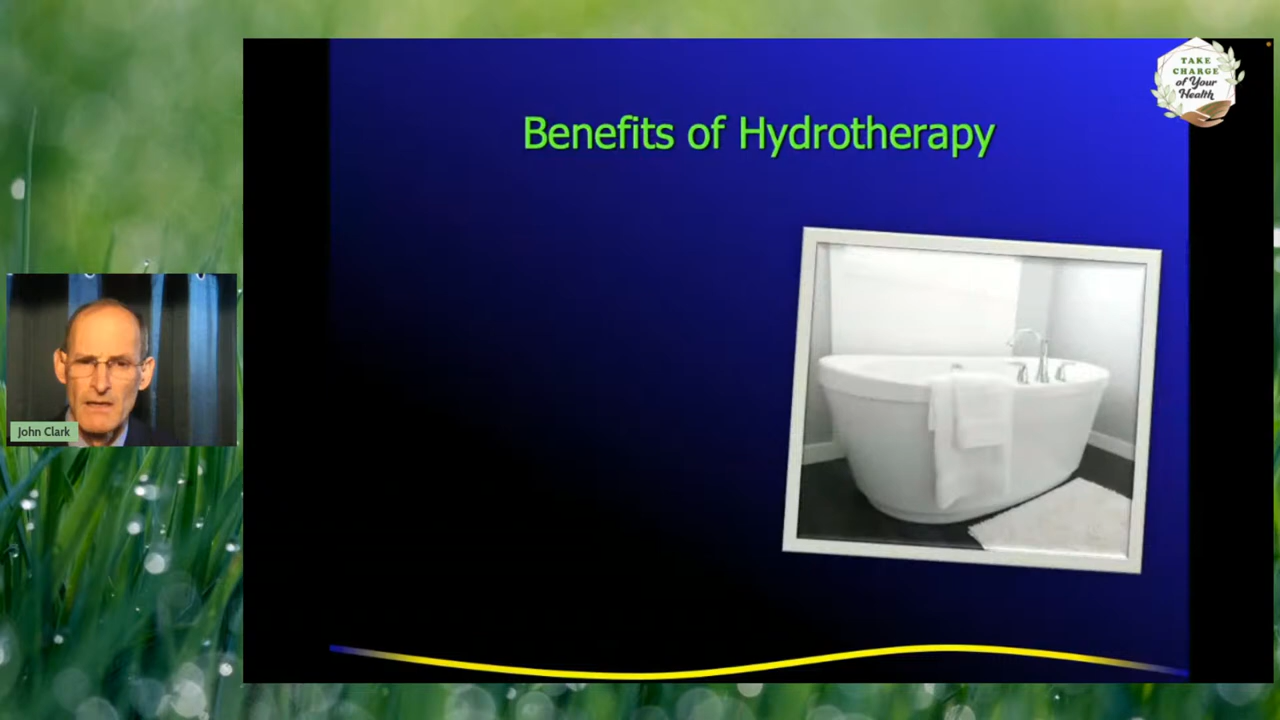 TAKE
CHARGE
of Your
Health
Benefits of Hydrotherapy
John Clark